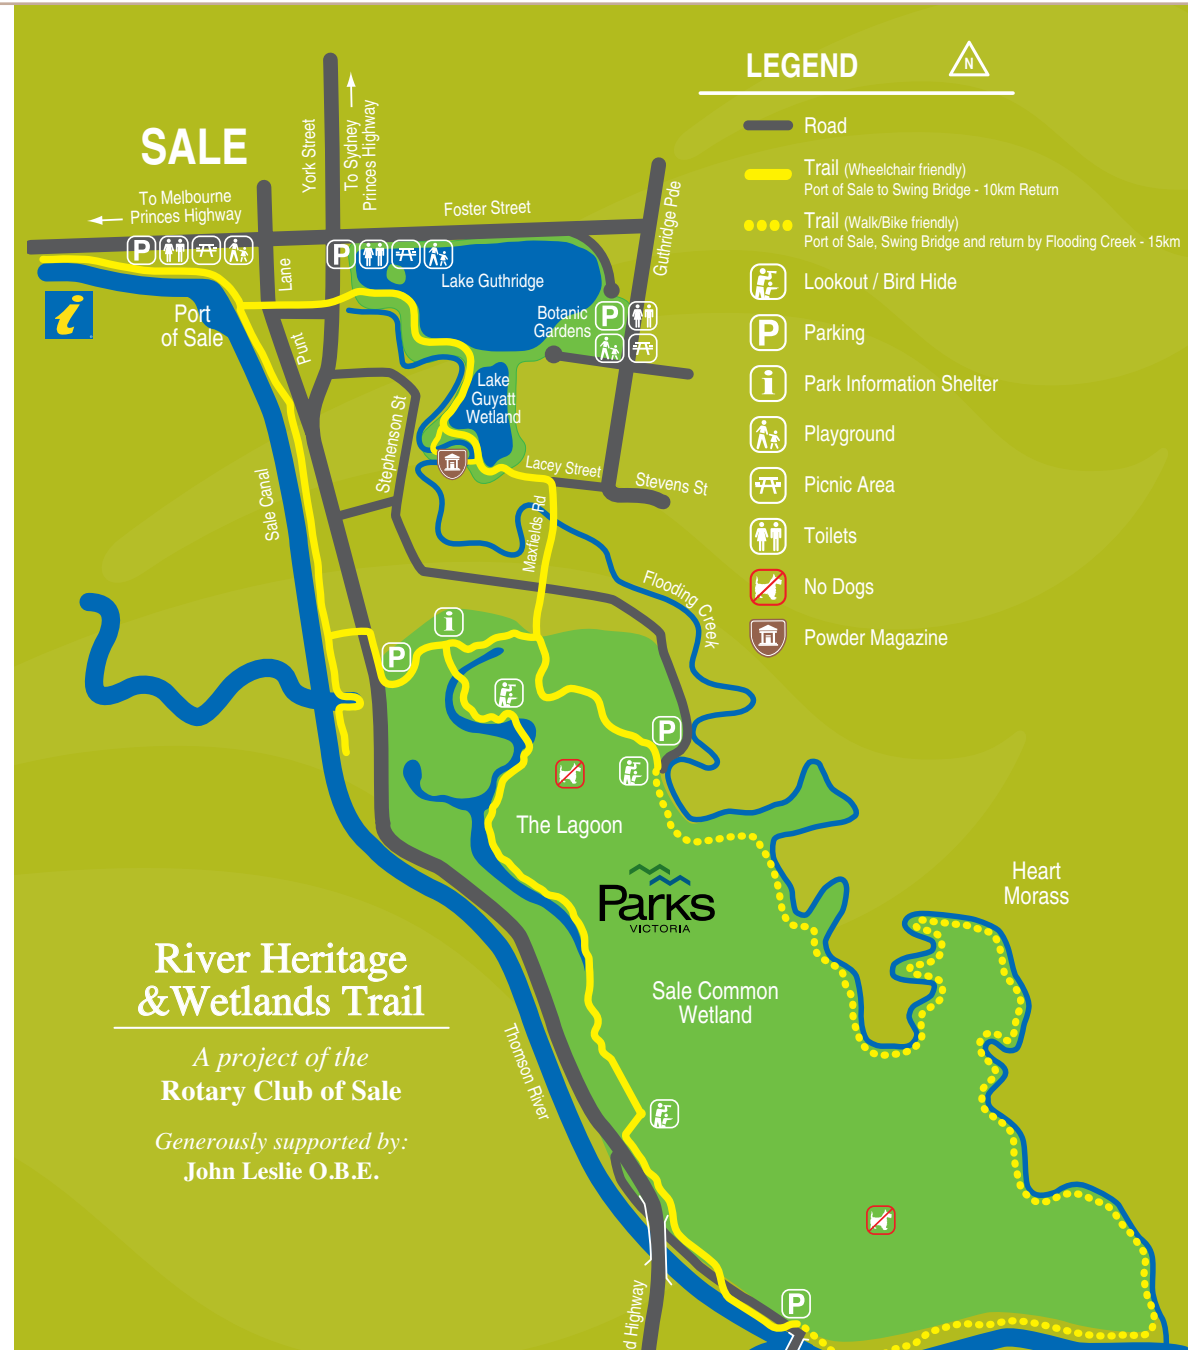 LEGEND
N
Road
Trail (Wheelchair friendly)
Port of Sale to Swing Bridge - 10km Return
Trail (Walk/Bike friendly)
Port of Sale, Swing Bridge and return by Flooding Creek - 15km
Lookout / Bird Hide
P
Parking
i
Park Information Shelter
Playground
Picnic Area
Toilets
No Dogs
Powder Magazine
SALE
York Street
To Sydney
Princes Highway
To Melbourne
Princes Highway
Foster Street
Guthridge Pde
P
P
Lane
Lake Guthridge
i
Port
of Sale
Botanic
Gardens
P
Punt
Lake
Guyatt
Wetland
Stephenson St
Lacey Street
Stevens St
Sale Canal
Maxfields Rd
Flooding Creek
i
P
P
The Lagoon
Parks
VICTORIA
Heart
Morass
River Heritage
&Wetlands Trail
Sale Common
Wetland
A project of the
Rotary Club of Sale
Thomson River
Generously supported by:
John Leslie O.B.E.
P
d Highway